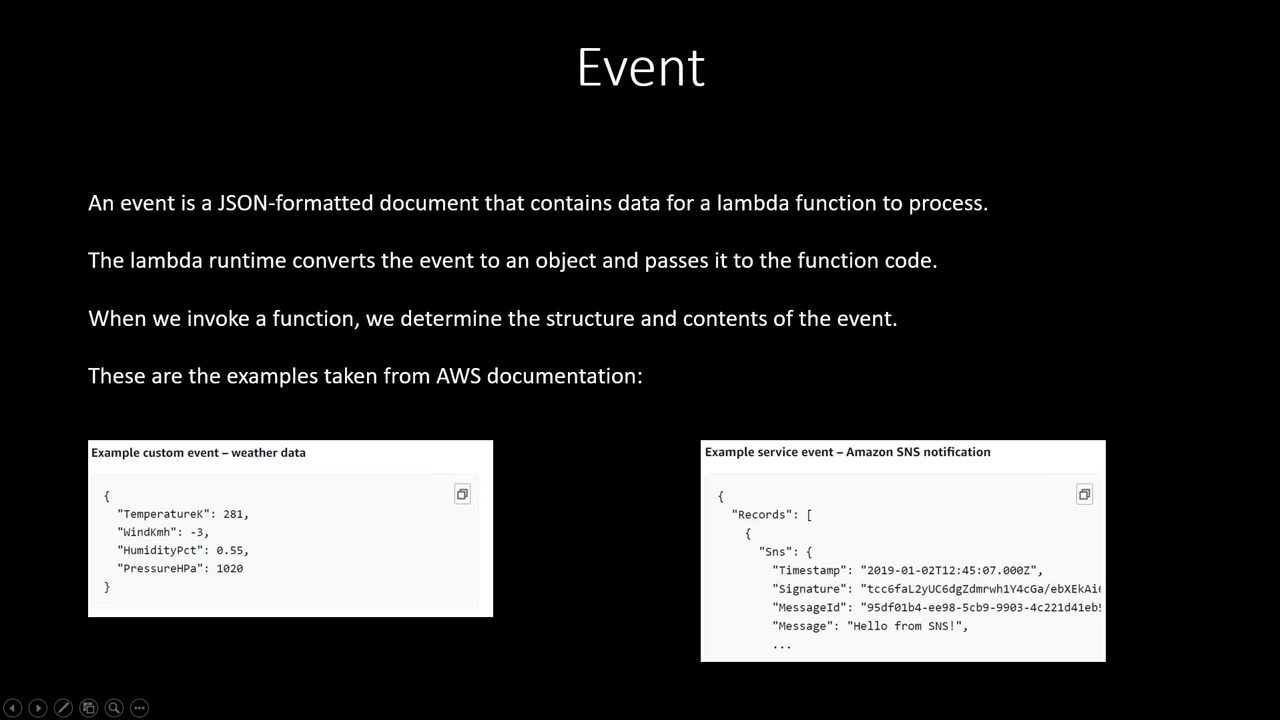 Event
An event is a JSON-formatted document that contains data for a lambda function to process.
The lambda runtime converts the event to an object and passes it to the function code.
When we invoke a function, we determine the structure and contents of the event.
These are the examples taken from AWS documentation:
Example custom event – weather data
{
"TemperatureK": 281,
"WindKmh": -3,
"HumidityPct": 0.55,
"PressureHPa": 1020
}
Example service event – Amazon SNS notification
{
"Records": [
{
"Sns": {
"Timestamp": "2019-01-02T12:45:07.000Z",
"Signature": "tcc6faL2yUC6dgZdmrwh1Y4cGa/ebXEkAi
"MessageId": "95df01b4-ee98-5cb9-9903-4c221d41eb
"Message": "Hello from SNS!",
...